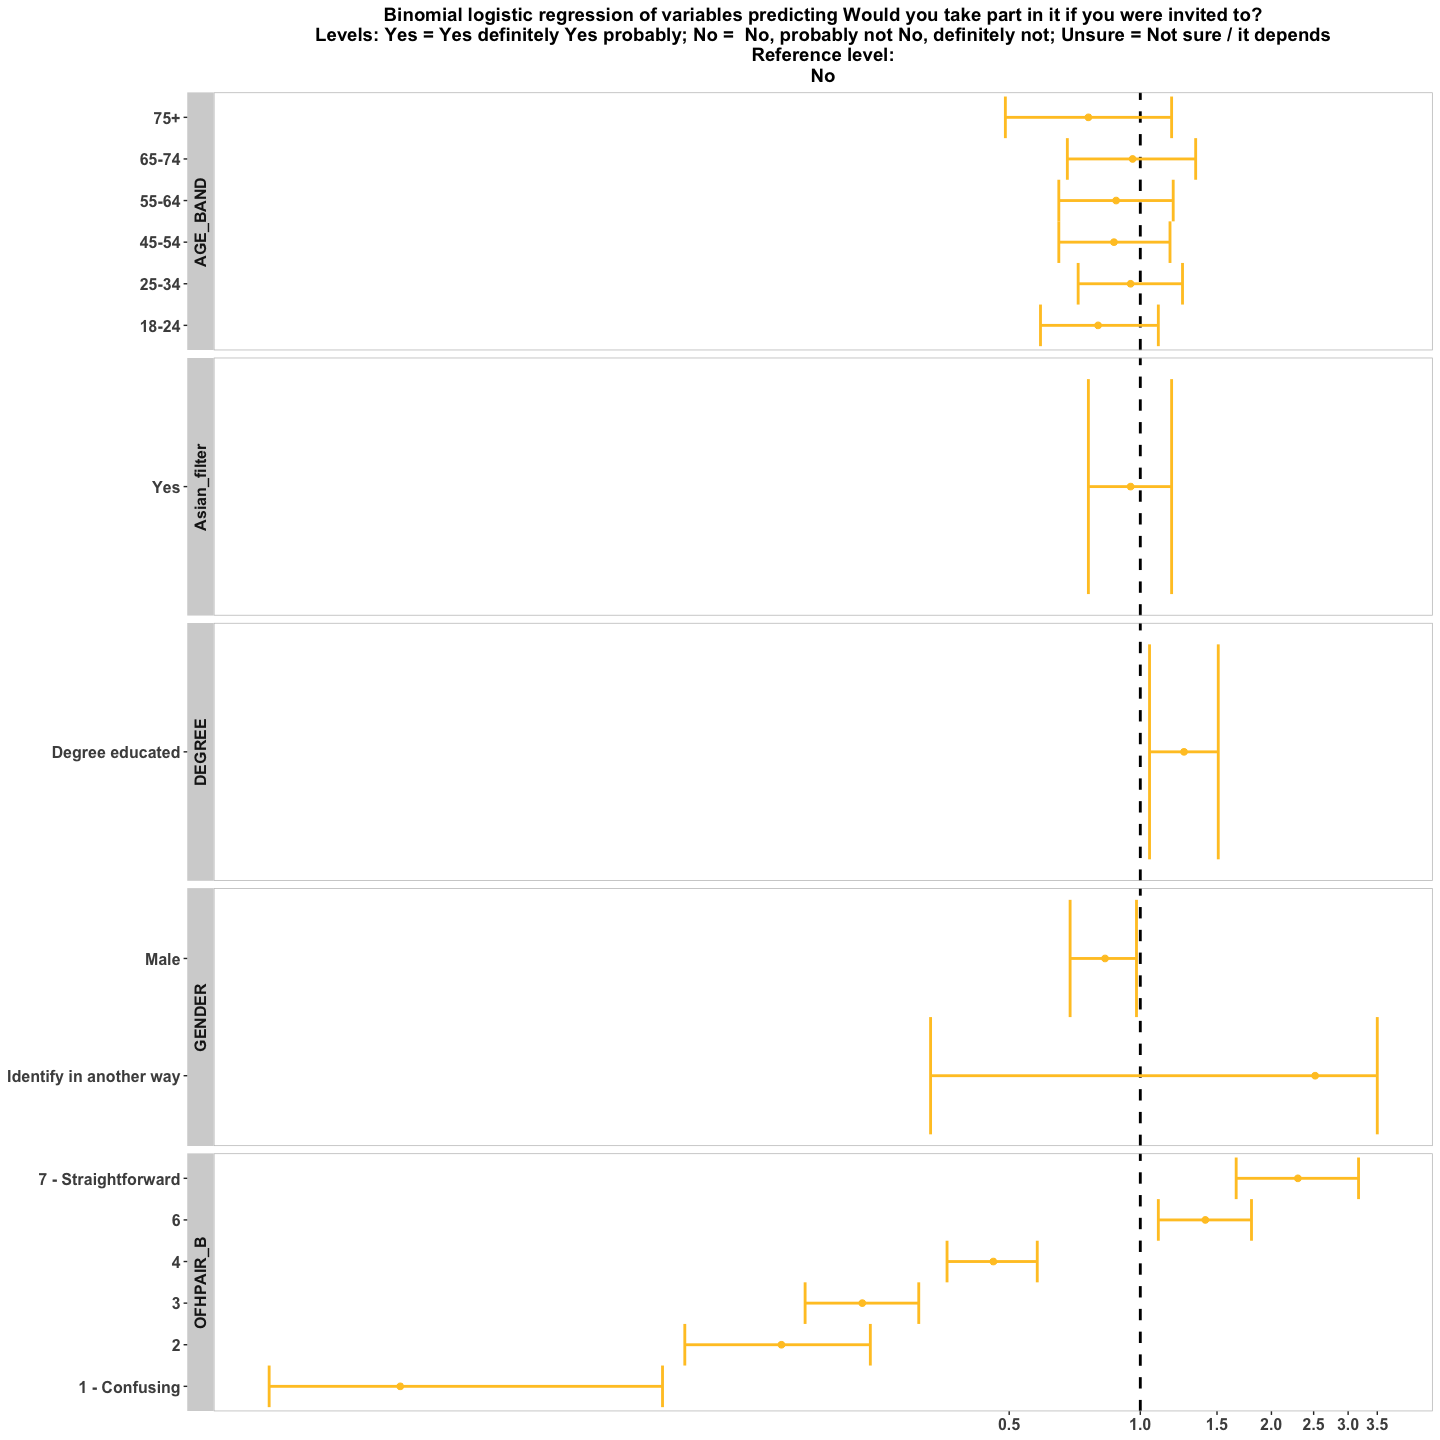 Binomial logistic regression of variables predicting Would you take part in it if you were invited to?
Levels: Yes = Yes definitely Yes probably; No =  No, probably not No, definitely not; Unsure = Not sure / it depends
Reference level:
No
AGE_BAND
75+
65-74
55-64
45-54
25-34
18-24
Asian_filter
Yes
DEGREE
Degree educated
GENDER
Male
Identify in another way
OFHPAIR_B
7 - Straightforward
6
4
3
2
1 - Confusing
0.5 1.0 1.5 2.0 2.5 3.0 3.5